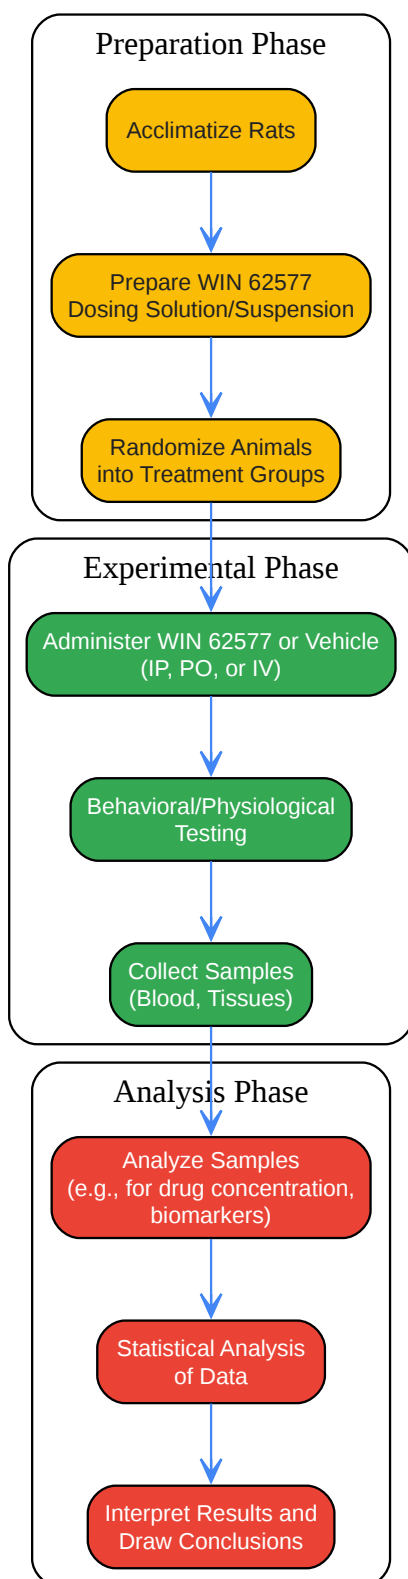 Preparation Phase
Acclimatize Rats
Prepare WIN 62577
Dosing Solution/Suspension
Randomize Animals
into Treatment Groups
Experimental Phase
Administer WIN 62577 or Vehicle
(IP, PO, or IV)
Behavioral/Physiological
Testing
Collect Samples
(Blood, Tissues)
Analysis Phase
Analyze Samples
(e.g., for drug concentration,
biomarkers)
Statistical Analysis
of Data
Interpret Results and
Draw Conclusions